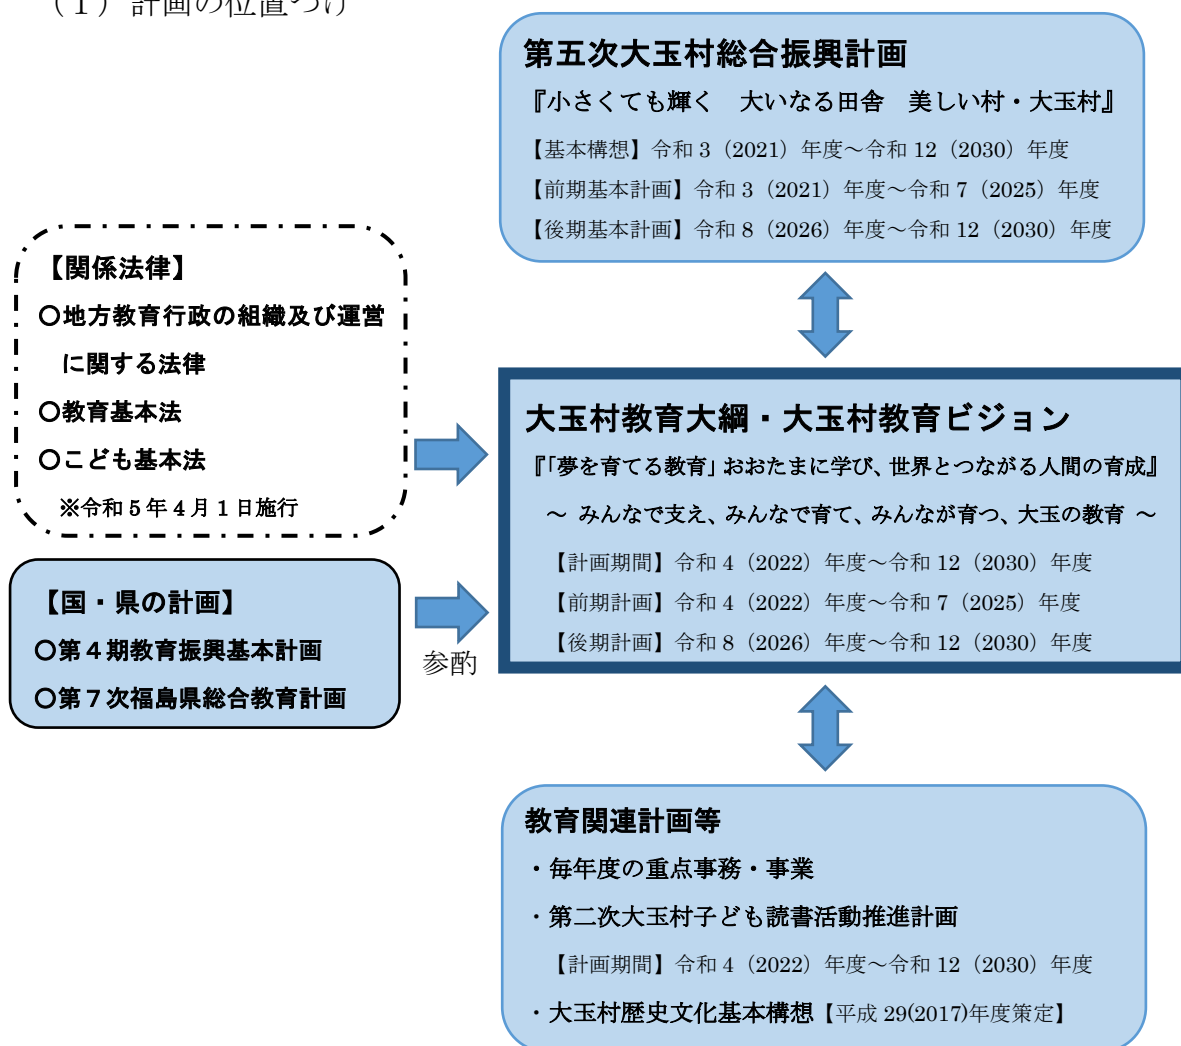 （１）計画の位置づけ
第五次大玉村総合振興計画
『小さくても輝く　大いなる田舎　美しい村・大玉村』
【基本構想】令和 3（2021）年度～令和 12（2030）年度
【前期基本計画】令和 3（2021）年度～令和 7（2025）年度
【後期基本計画】令和 8（2026）年度～令和 12（2030）年度
【関係法律】
○地方教育行政の組織及び運営
に関する法律
○教育基本法
○こども基本法
※令和５年４月１日施行
【国・県の計画】
○第４期教育振興基本計画
○第７次福島県総合教育計画
参酌
大玉村教育大綱・大玉村教育ビジョン
『「夢を育てる教育」おおたまに学び、世界とつながる人間の育成』
～ みんなで支え、みんなで育て、みんなが育つ、大玉の教育 ～
【計画期間】令和 4（2022）年度～令和 12（2030）年度
【前期計画】令和 4（2022）年度～令和 7（2025）年度
【後期計画】令和 8（2026）年度～令和 12（2030）年度
教育関連計画等
・毎年度の重点事務・事業
・第二次大玉村子ども読書活動推進計画
【計画期間】令和 4（2022）年度～令和 12（2030）年度
・大玉村歴史文化基本構想【平成 29(2017)年度策定】